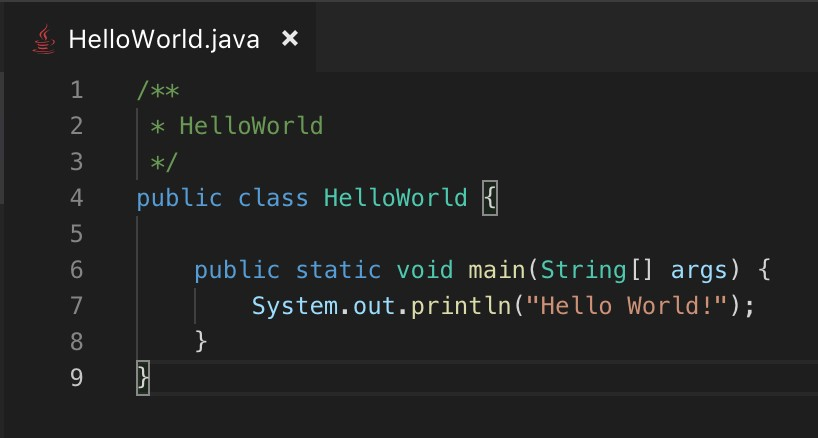 HelloWorld.java ×
1 /**
2  * HelloWorld
3  */
4 public class HelloWorld {
5
6     public static void main(String[] args) {
7         System.out.println("Hello World!");
8     }
9 }